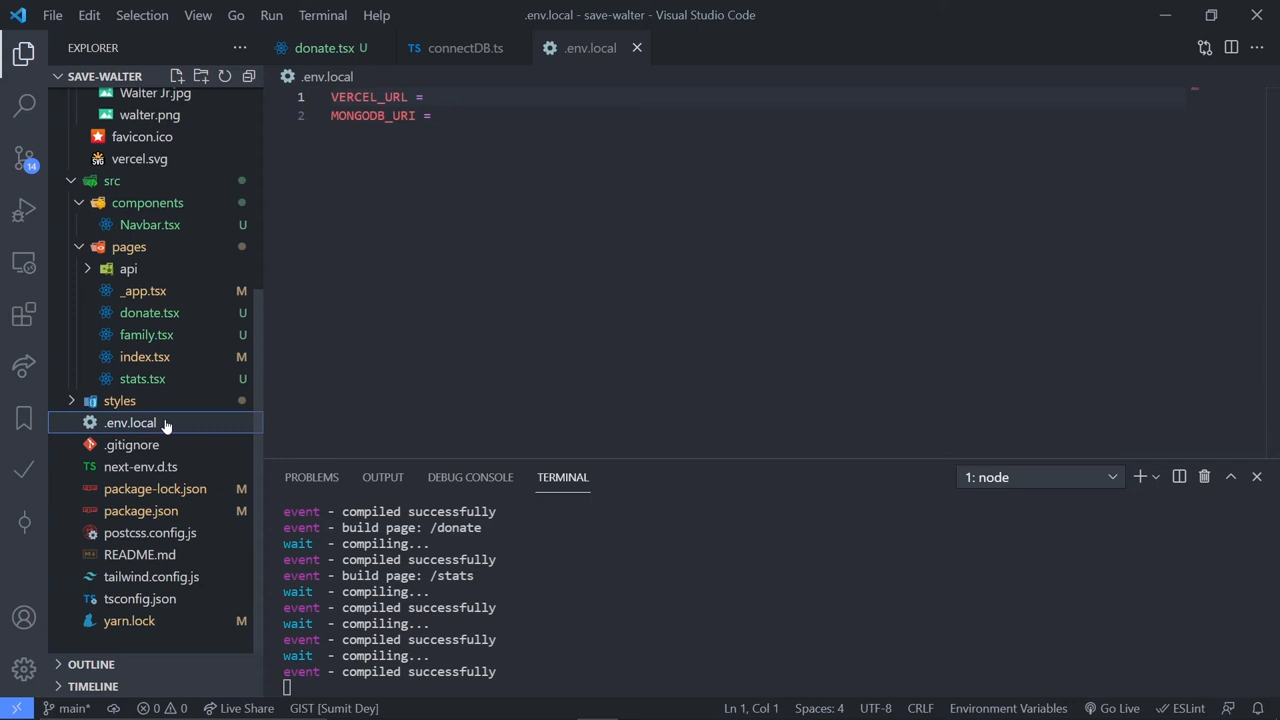 File Edit Selection View Go Run Terminal Help .env.local - save-walter - Visual Studio Code
EXPLORER
donate.tsx U
TS connectDB.ts
.env.local
SAVE-WALTER
.env.local
Walter Jr.jpg
walter.png
favicon.ico
SVG vercel.svg
src
components
Navbar.tsx U
pages
api
_app.tsx M
donate.tsx U
family.tsx U
index.tsx M
stats.tsx U
styles
.env.local
.gitignore
TS next-env.d.ts
package-lock.json M
package.json M
postcss.config.js
README.md
tailwind.config.js
TS tsconfig.json
yarn.lock M
OUTLINE
TIMELINE
14
1 VERCEL_URL =
2 MONGODB_URI =
PROBLEMS OUTPUT DEBUG CONSOLE TERMINAL 1: node
event - compiled successfully
event - build page: /donate
wait - compiling...
event - compiled successfully
event - build page: /stats
wait - compiling...
event - compiled successfully
wait - compiling...
event - compiled successfully
wait - compiling...
event - compiled successfully
main* 0 0 Live Share GIST [Sumit Dey] Ln 1, Col 1 Spaces: 4 UTF-8 CRLF Environment Variables Go Live ESLint